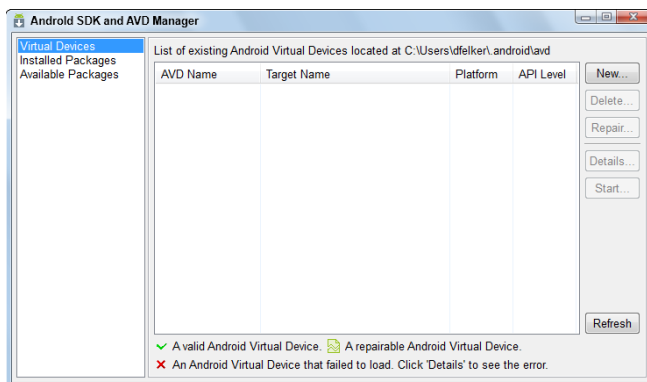 Android SDK and AVD Manager
Virtual Devices
Installed Packages
Available Packages
List of existing Android Virtual Devices located at C:\Users\dfelker\.android\avd
AVD Name Target Name Platform API Level
New...
Delete...
Repair...
Details...
Start...
Refresh
A valid Android Virtual Device. A repairable Android Virtual Device.
An Android Virtual Device that failed to load. Click 'Details' to see the error.